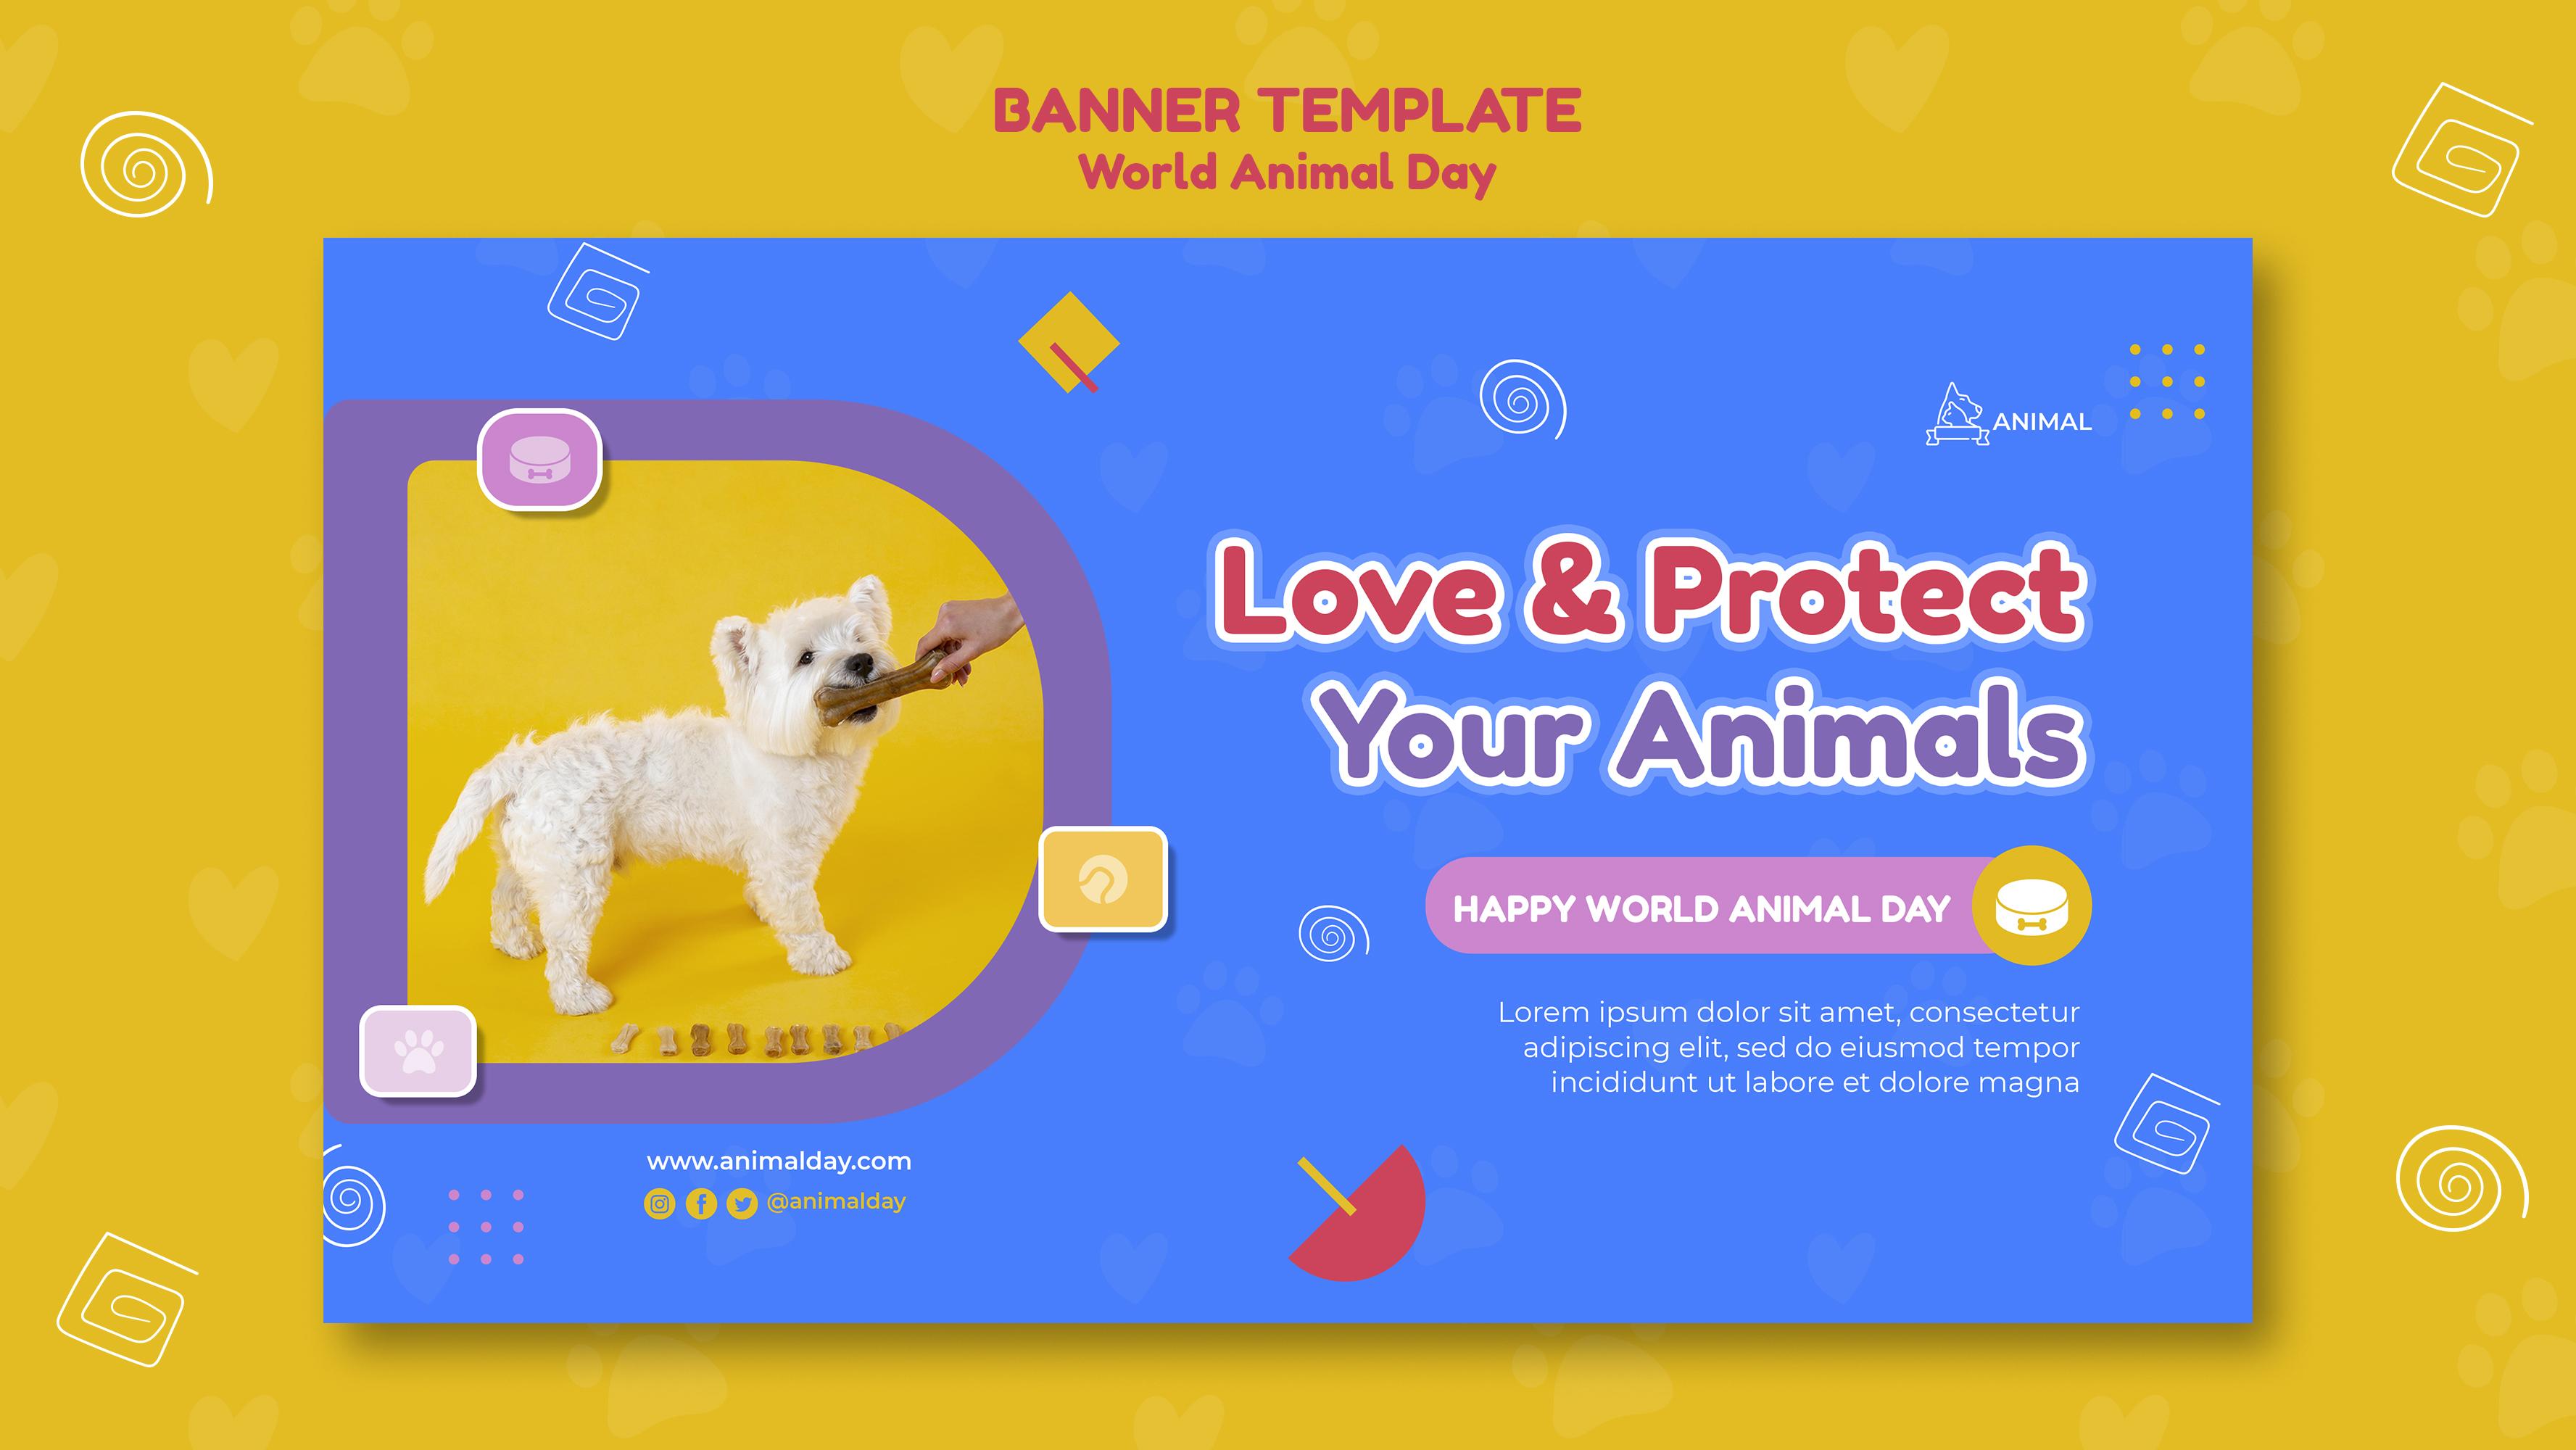 BANNER TEMPLATE
World Animal Day
ANIMAL
Love & Protect
Your Animals
HAPPY WORLD ANIMAL DAY
Lorem ipsum dolor sit amet, consectetur
adipiscing elit, sed do eiusmod tempor
incididunt ut labore et dolore magna
www.animalday.com
@animalday